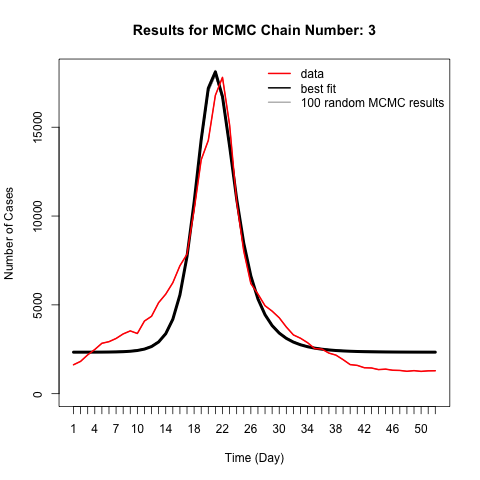 Results for MCMC Chain Number: 3
data
best fit
100 random MCMC results
Number of Cases
15000
10000
5000
0
1 4 7 10 14 18 22 26 30 34 38 42 46 50
Time (Day)